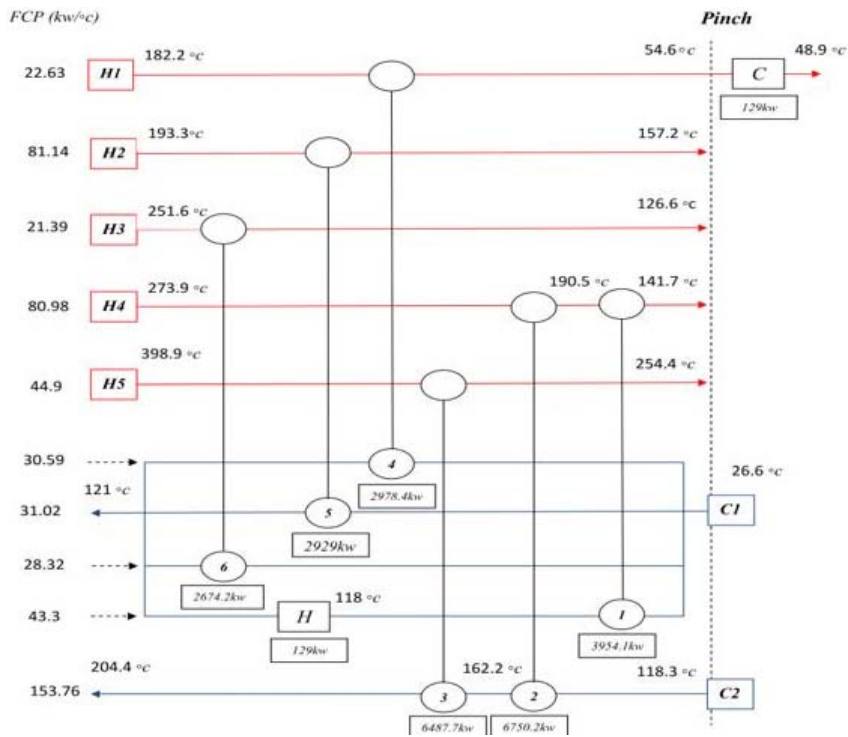 FCP (kw/°c)
Pinch
22.63 H1 182.2 °c 54.6°c C 48.9 °c
129kw
81.14 H2 193.3°c 157.2 °c
21.39 H3 251.6 °c 126.6 °c
80.98 H4 273.9 °c 190.5 °c 141.7 °c
44.9 H5 398.9 °c 254.4 °c
30.59 4 26.6 °c
2978.4kw
31.02 121 °c 5 C1
2929kw
28.32 6
2674.2kw
43.3 H 118 °c 1
129kw 3954.1kw
153.76 204.4 °c 3 162.2 °c 2 118.3 °c C2
6487.7kw 6750.2kw